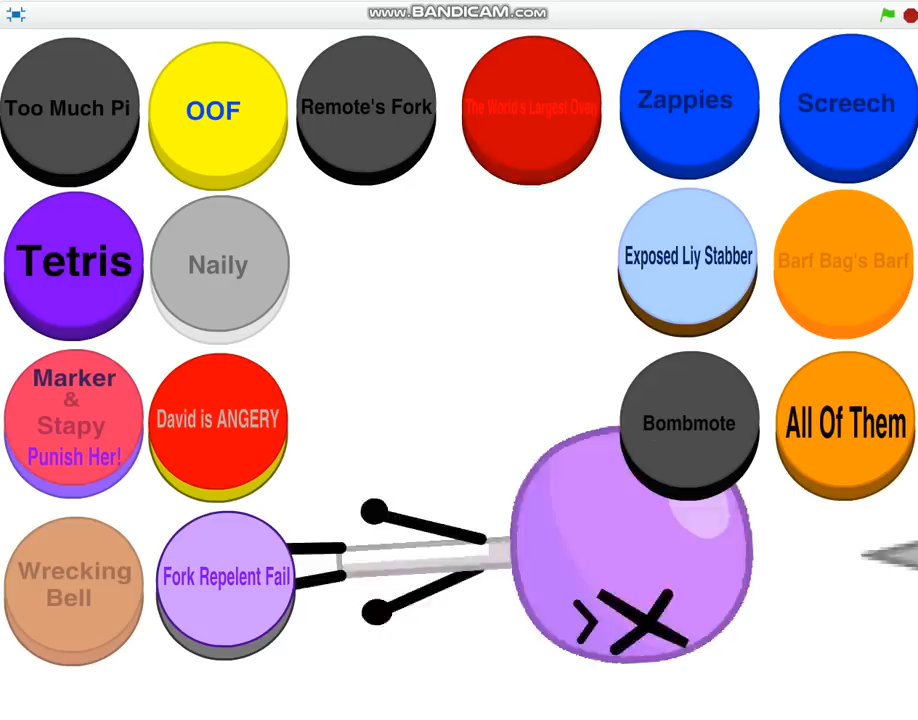 WWW.BANDICAM.COM
Too Much Pi
OOF
Remote's Fork
The World's Largest Oven
Zappies
Screech
Tetris
Naily
Exposed Liy Stabber
Barf Bag's Barf
Marker
&
Stapy
Punish Her!
David is ANGERY
Bombmote
All Of Them
Wrecking
Bell
Fork Repelent Fail